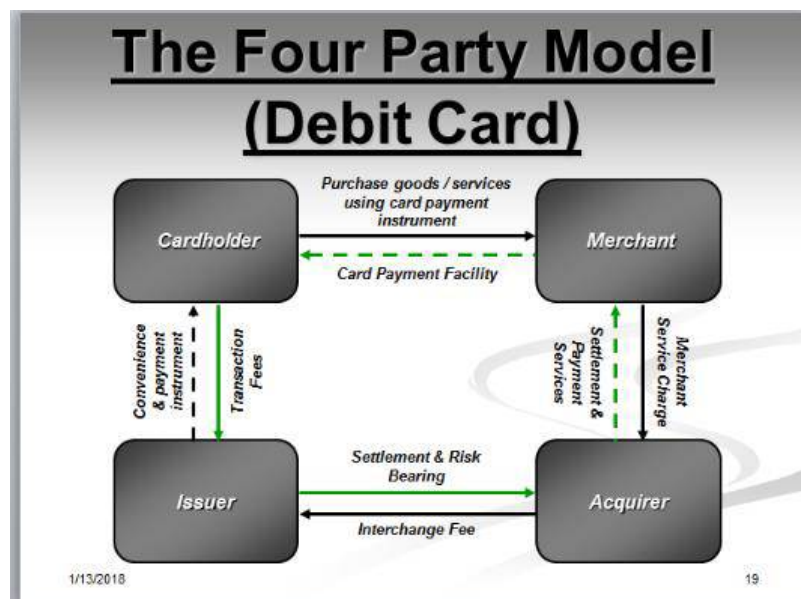 The Four Party Model
(Debit Card)
Purchase goods / services
using card payment
instrument
Cardholder
Merchant
Card Payment Facility
Convenience
& payment
instrument
Transaction
Fees
Settlement &
Payment
Services
Merchant
Service Charge
Settlement & Risk
Bearing
Issuer
Acquirer
Interchange Fee
1/13/2018
19